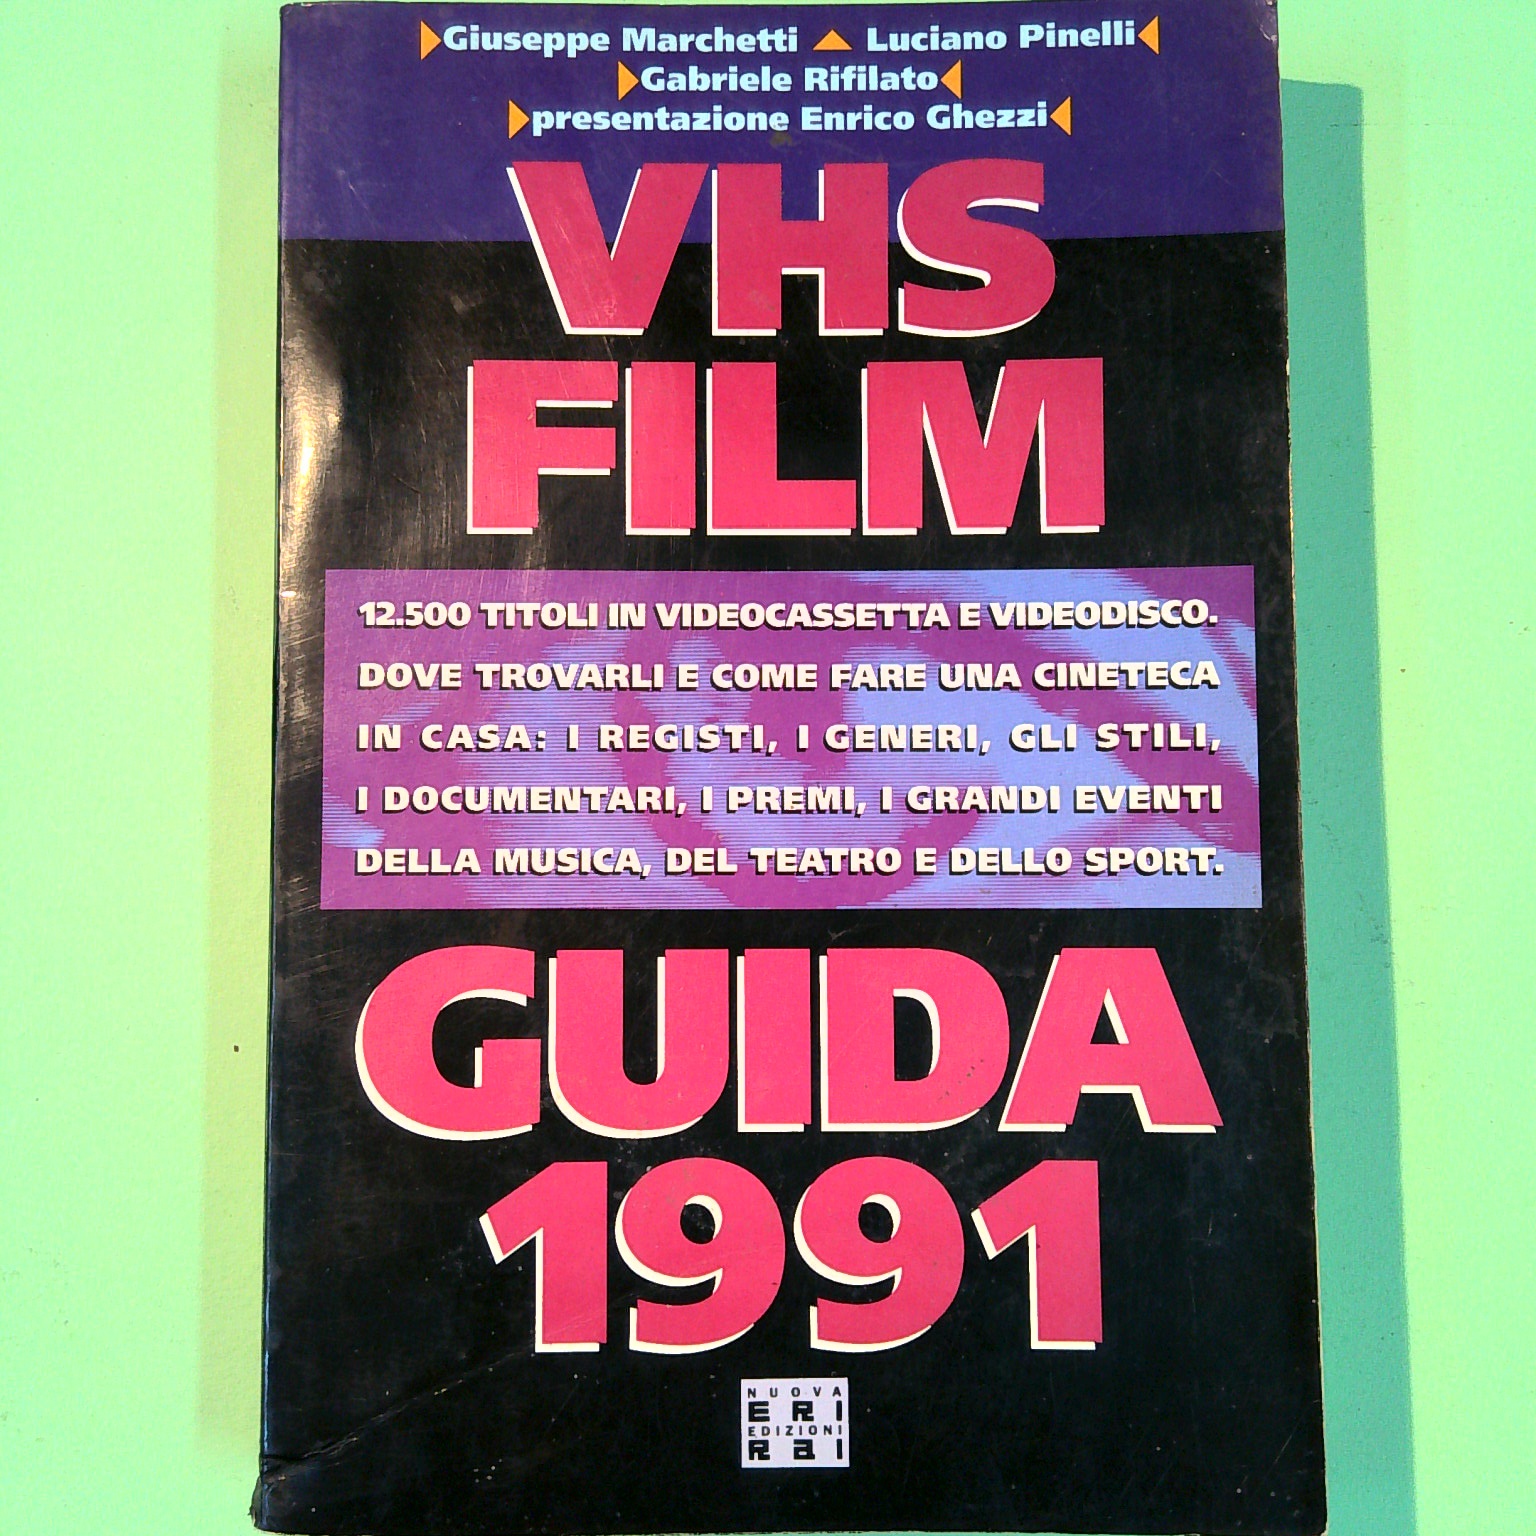 Giuseppe Marchetti Luciano Pinelli
Gabriele Rifilato
presentazione Enrico Ghezzi
VHS
FILM
12.500 TITOLI IN VIDEOCASSETTA E VIDEODISCO.
DOVE TROVARLI E COME FARE UNA CINETECA
IN CASA: I REGISTI, I GENERI, GLI STILI,
I DOCUMENTARI, I PREMI, I GRANDI EVENTI
DELLA MUSICA, DEL TEATRO E DELLO SPORT.
GUIDA
1991
NUOVA
ERI
EDIZIONI
Rai